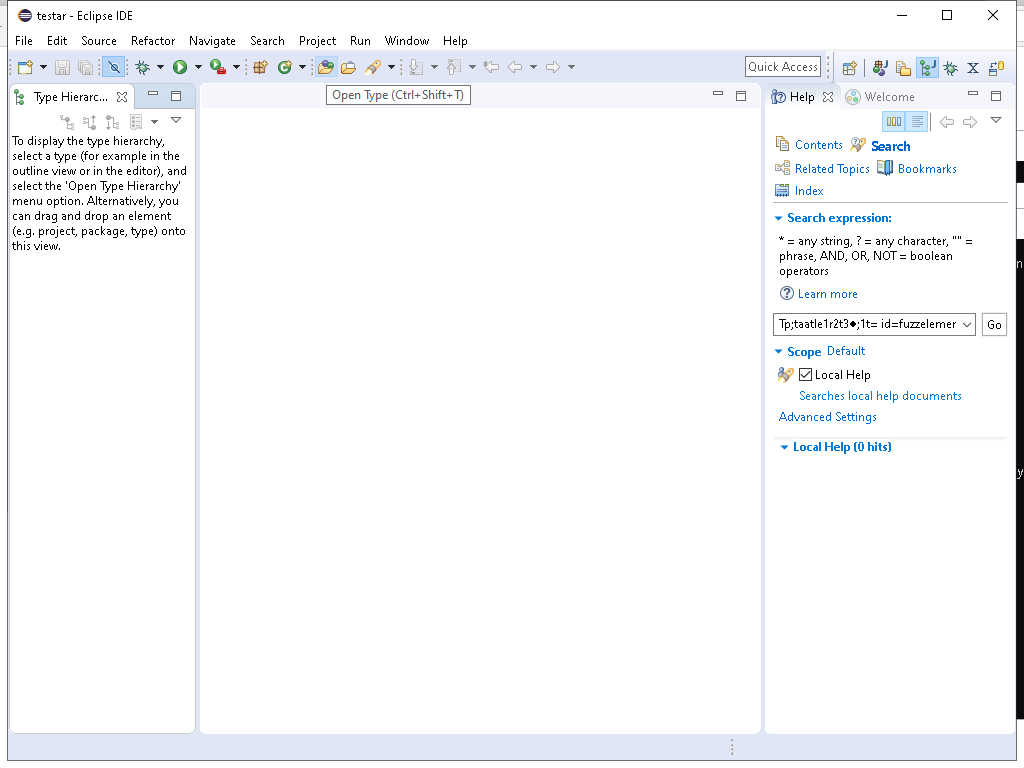 testar - Eclipse IDE
File Edit Source Refactor Navigate Search Project Run Window Help
Quick Access
Type Hierarc...
Open Type (Ctrl+Shift+T)
Help
Welcome
To display the type hierarchy,
select a type (for example in the
outline view or in the editor), and
select the 'Open Type Hierarchy'
menu option. Alternatively, you
can drag and drop an element
(e.g. project, package, type) onto
this view.
Contents Search
Related Topics Bookmarks
Index
Search expression:
* = any string, ? = any character, "" =
phrase, AND, OR, NOT = boolean
operators
Learn more
Tp;taatle1r2t3◆;1t= id=fuzzelemer
Go
Scope Default
Local Help
Searches local help documents
Advanced Settings
Local Help (0 hits)